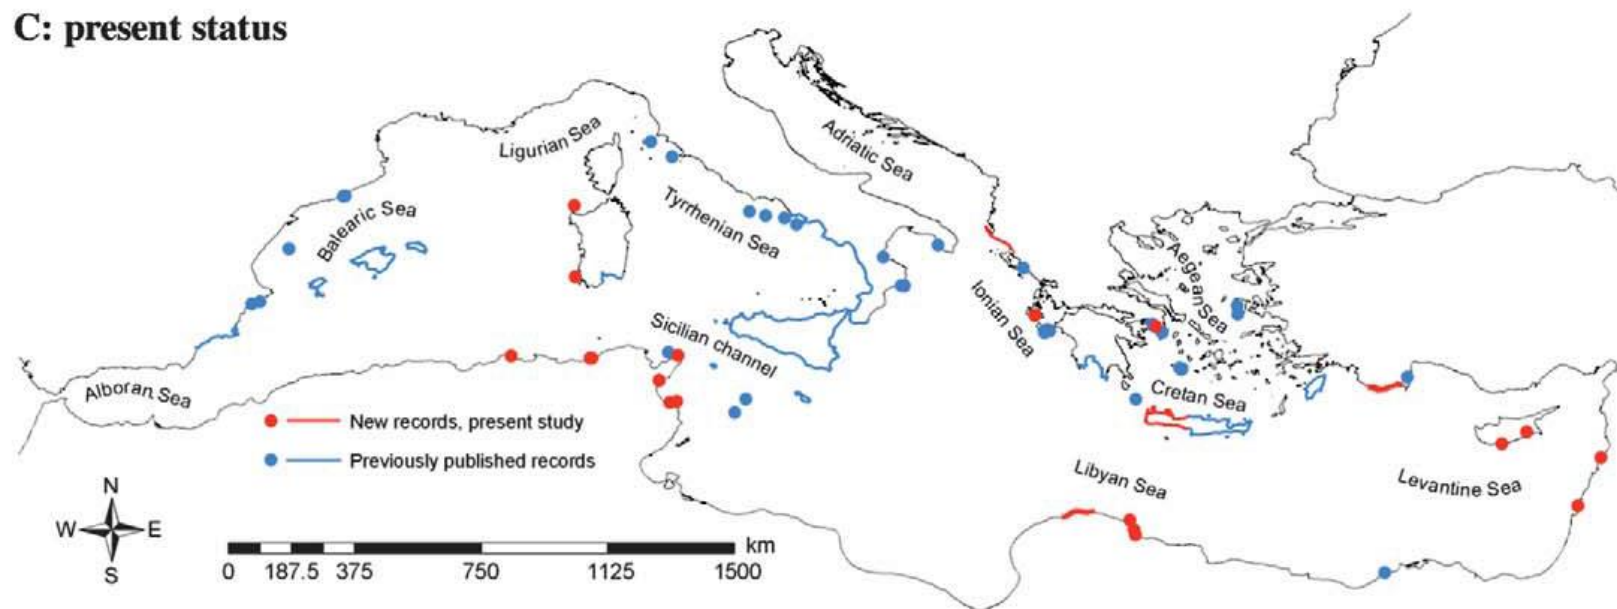 C: present status
Ligurian Sea
Adriatic Sea
Balearic Sea
Tyrrhenian Sea
Aegean Sea
Ionian Sea
Sicilian channel
Alboran Sea
Cretan Sea
New records, present study
Previously published records
Libyan Sea
Levantine Sea
N
W E
S
km
0 187.5 375 750 1125 1500